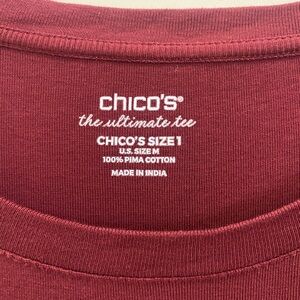 chico's®
the ultimate tee
CHICO'S SIZE 1
U.S. SIZE M
100% PIMA COTTON
MADE IN INDIA